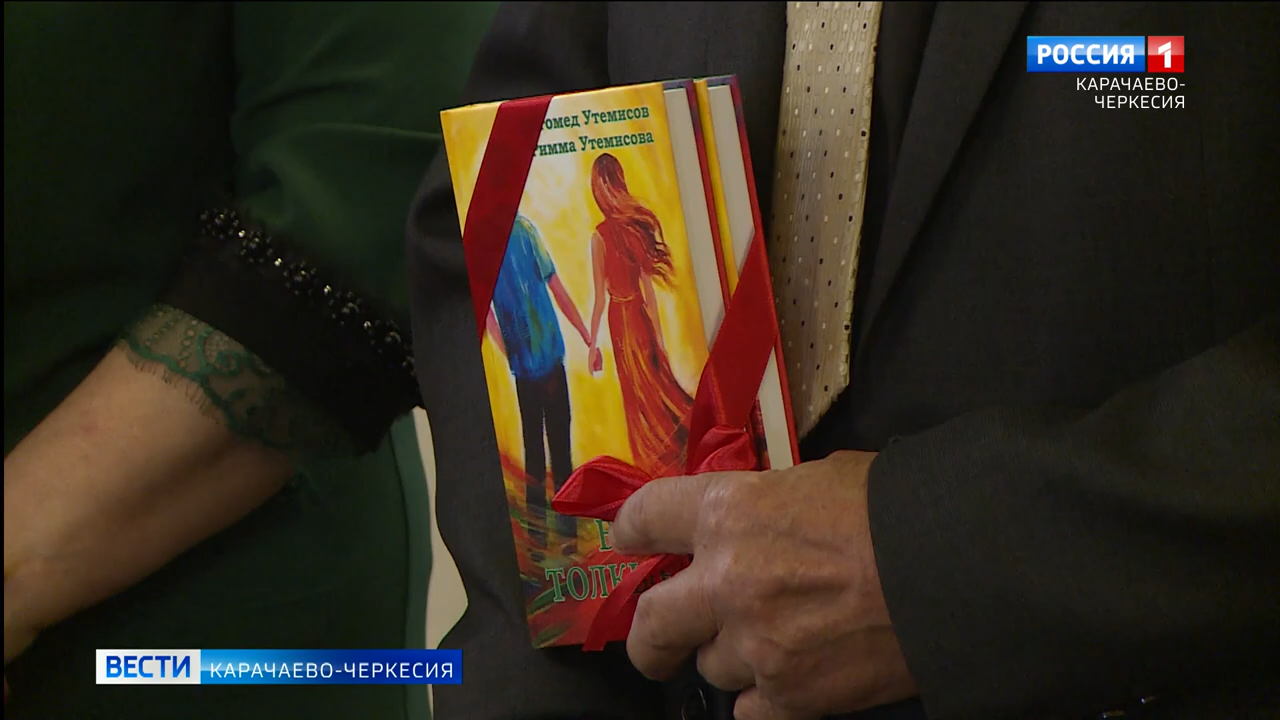 РОССИЯ 1
КАРАЧАЕВО-
ЧЕРКЕСИЯ
Утемисов
Утемисова
ВЕСТИ КАРАЧАЕВО-ЧЕРКЕСИЯ